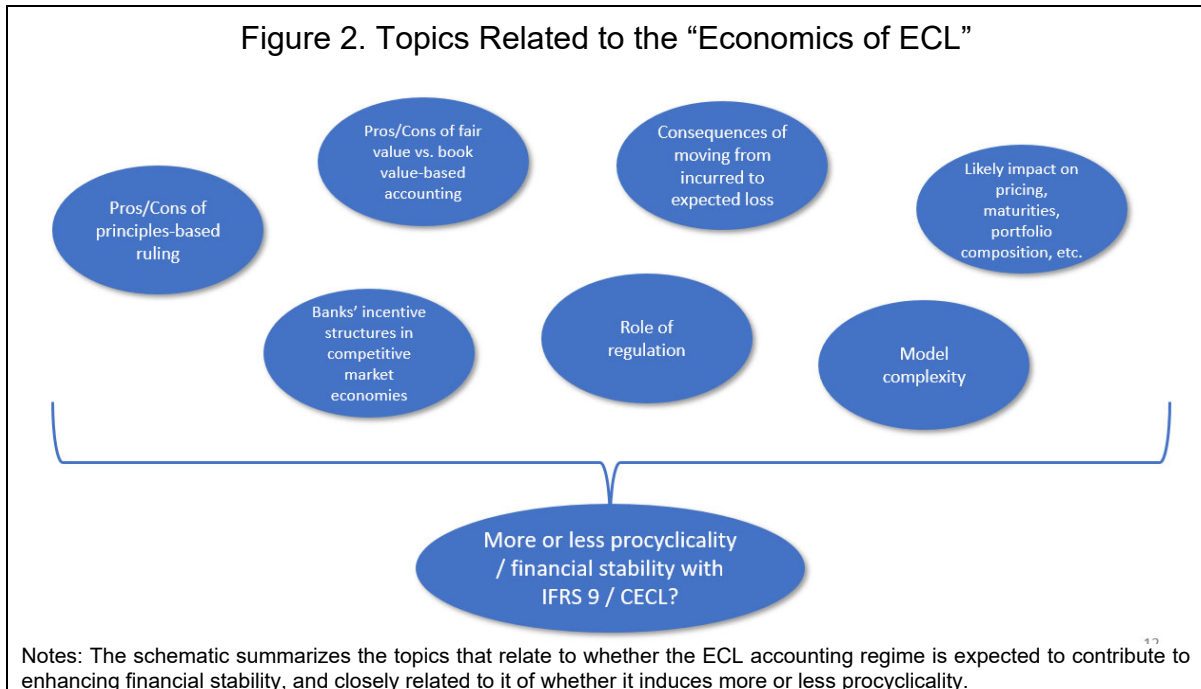 Figure 2. Topics Related to the “Economics of ECL”
Pros/Cons of
principles-based
ruling
Pros/Cons of fair
value vs. book
value-based
accounting
Consequences of
moving from
incurred to
expected loss
Likely impact on
pricing,
maturities,
portfolio
composition, etc.
Banks’ incentive
structures in
competitive
market
economies
Role of
regulation
Model
complexity
More or less procyclicality
/ financial stability with
IFRS 9 / CECL?
Notes: The schematic summarizes the topics that relate to whether the ECL accounting regime is expected to contribute to
enhancing financial stability, and closely related to it of whether it induces more or less procyclicality.